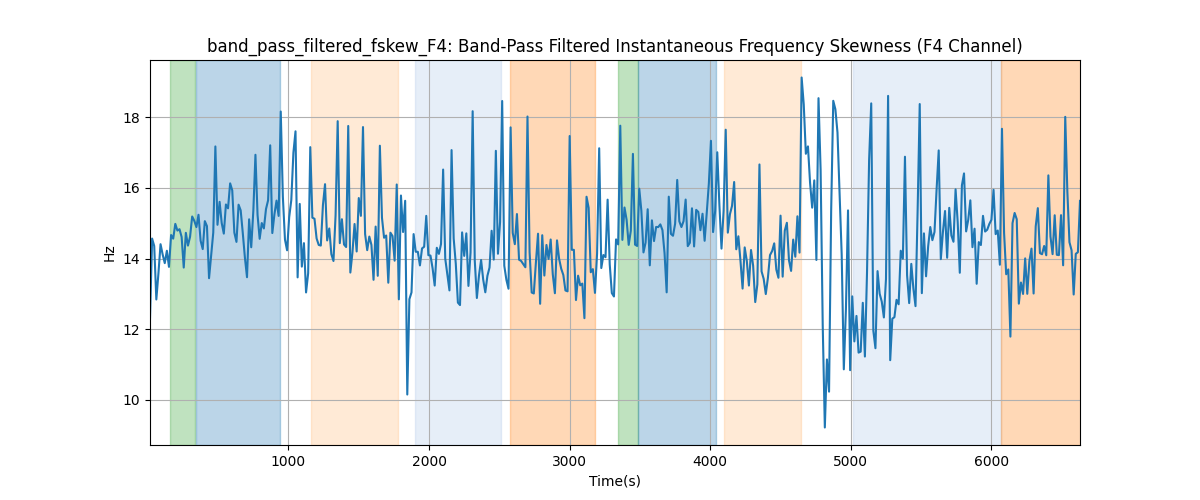 band_pass_filtered_fskew_F4: Band-Pass Filtered Instantaneous Frequency Skewness (F4 Channel)
18
16
14
12
10
Hz
1000 2000 3000 4000 5000 6000
Time(s)